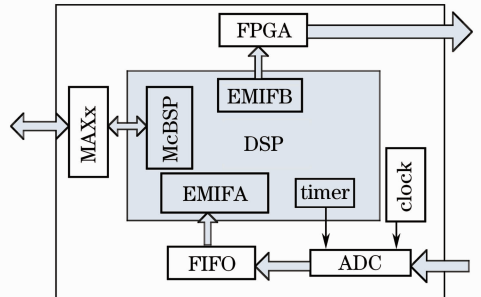 FPGA
EMIFB
MAXx
McBSP
DSP
EMIFA
timer
clock
FIFO
ADC